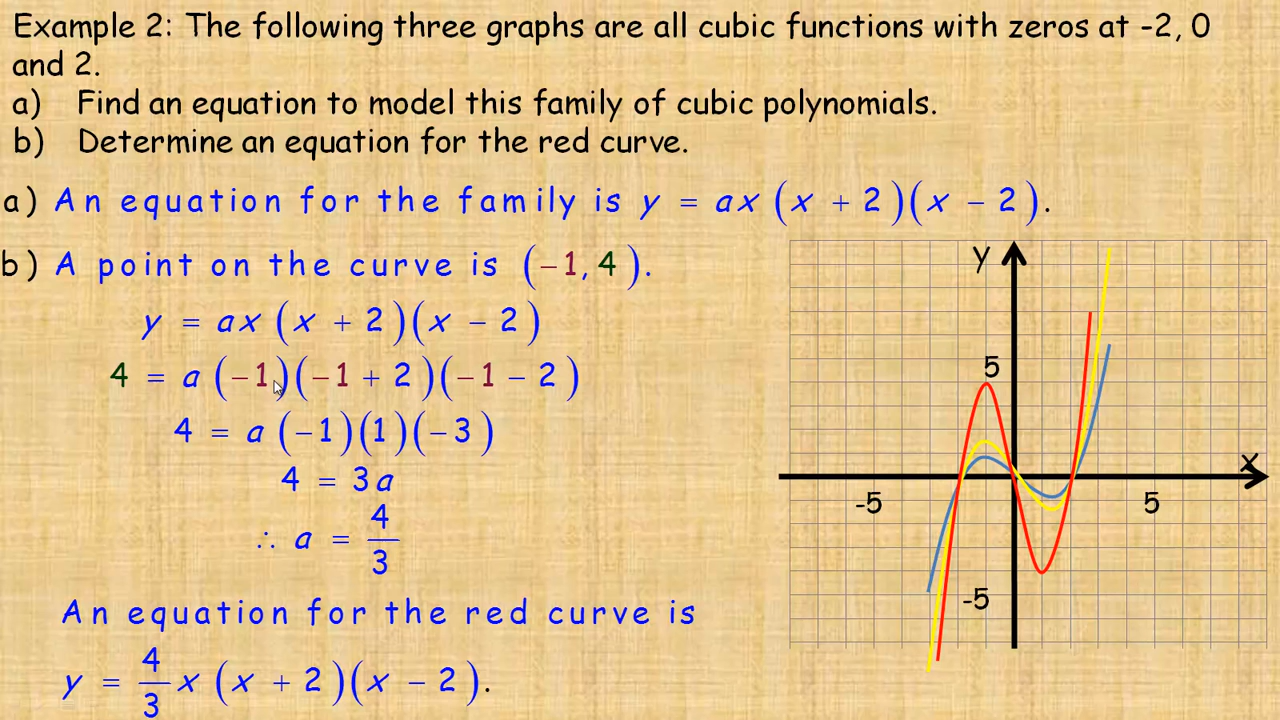 Example 2: The following three graphs are all cubic functions with zeros at -2, 0
and 2.
a) Find an equation to model this family of cubic polynomials.
b) Determine an equation for the red curve.
a) An equation for the family is y = ax(x + 2)(x − 2).
b) A point on the curve is (−1, 4).
y = ax(x + 2)(x − 2)
4 = a(−1)(−1 + 2)(−1 − 2)
4 = a(−1)(1)(−3)
4 = 3a
∴ a = 4/3
An equation for the red curve is
y = 4/3 x(x + 2)(x − 2).
y
5
x
-5
5
-5